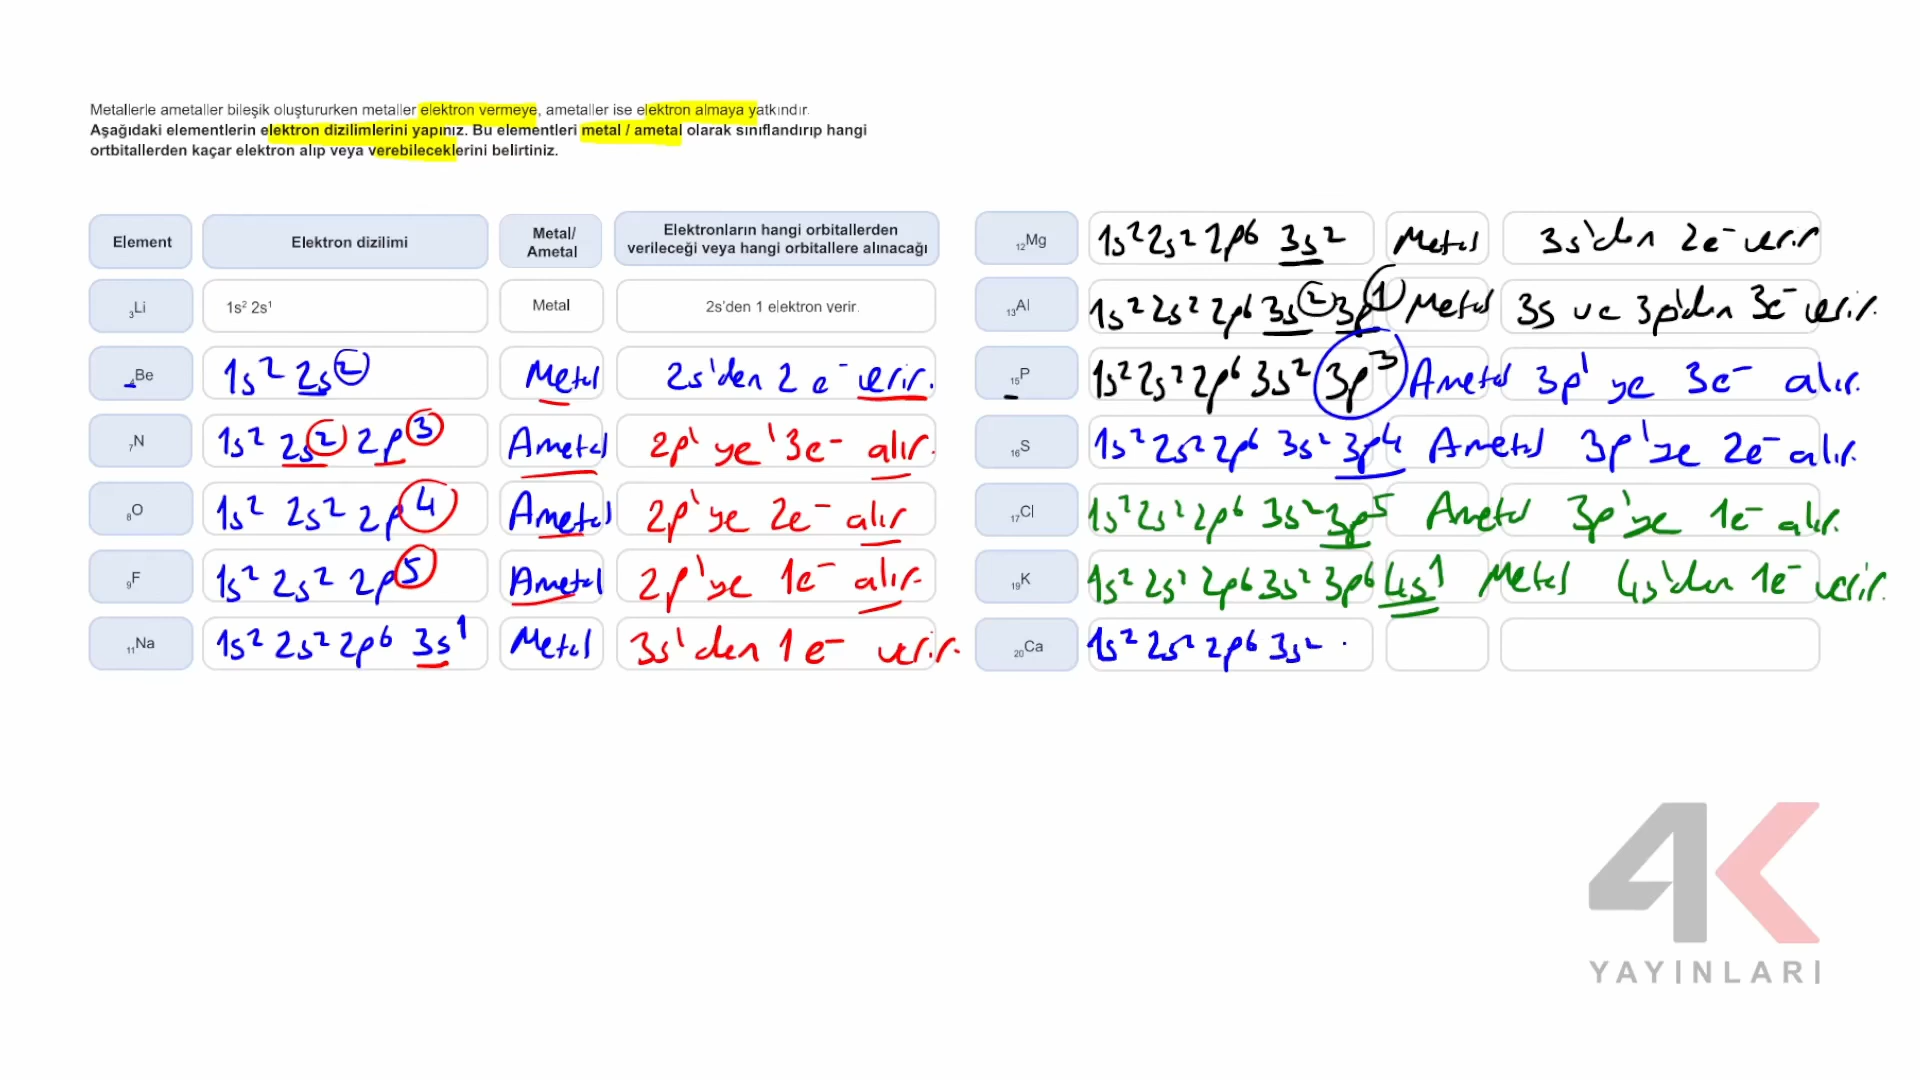 Metallerle ametaller bileşik oluştururken metaller elektron vermeye, ametaller ise elektron almaya yatkındır.
Aşağıdaki elementlerin elektron dizilimlerini yapınız. Bu elementleri metal / ametal olarak sınıflandırıp hangi
ortbitallerden kaçar elektron alıp veya verebileceklerini belirtiniz.
Element Elektron dizilimi Metal/ Ametal Elektronların hangi orbitallerden verileceği veya hangi orbitallere alınacağı
₃Li 1s² 2s¹ Metal 2s'den 1 elektron verir.
₄Be 1s² 2s² Metal 2s'den 2 e⁻ verir.
₇N 1s² 2s² 2p³ Ametal 2p'ye 3e⁻ alır.
₈O 1s² 2s² 2p⁴ Ametal 2p'ye 2e⁻ alır
₉F 1s² 2s² 2p⁵ Ametal 2p'ye 1e⁻ alır.
₁₁Na 1s² 2s² 2p⁶ 3s¹ Metal 3s'den 1e⁻ verir.
₁₂Mg 1s² 2s² 2p⁶ 3s² Metal 3s'den 2e⁻ verir
₁₃Al 1s² 2s² 2p⁶ 3s² 3p¹ Metal 3s ve 3p'den 3e⁻ verir.
₁₅P 1s² 2s² 2p⁶ 3s² 3p³ Ametal 3p'ye 3e⁻ alır.
₁₆S 1s² 2s² 2p⁶ 3s² 3p⁴ Ametal 3p'ye 2e⁻ alır.
₁₇Cl 1s² 2s² 2p⁶ 3s² 3p⁵ Ametal 3p'ye 1e⁻ alır.
₁₉K 1s² 2s² 2p⁶ 3s² 3p⁶ 4s¹ Metal 4s'den 1e⁻ verir.
₂₀Ca 1s² 2s² 2p⁶ 3s²
4K
YAYINLARI